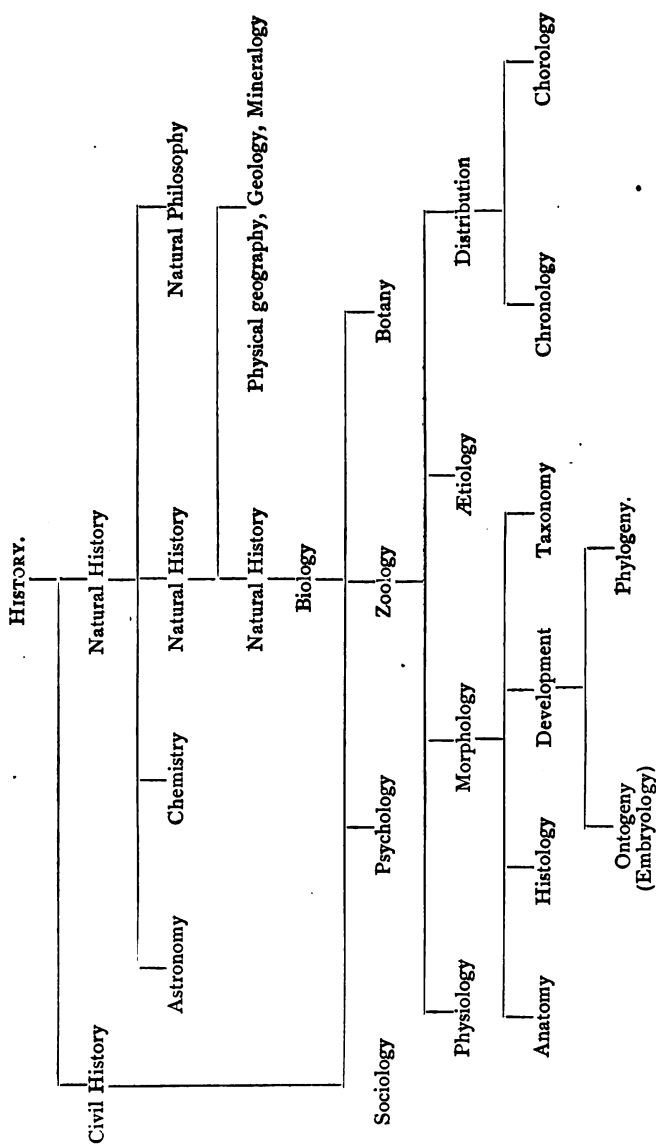 HISTORY.
Civil History Natural History
Astronomy Chemistry Natural History Natural Philosophy
Natural History Physical geography, Geology, Mineralogy
Biology
Sociology Psychology Zoology Botany
Physiology Morphology Ætiology Distribution
Anatomy Histology Development Taxonomy Chronology Chorology
Ontogeny Phylogeny.
(Embryology)